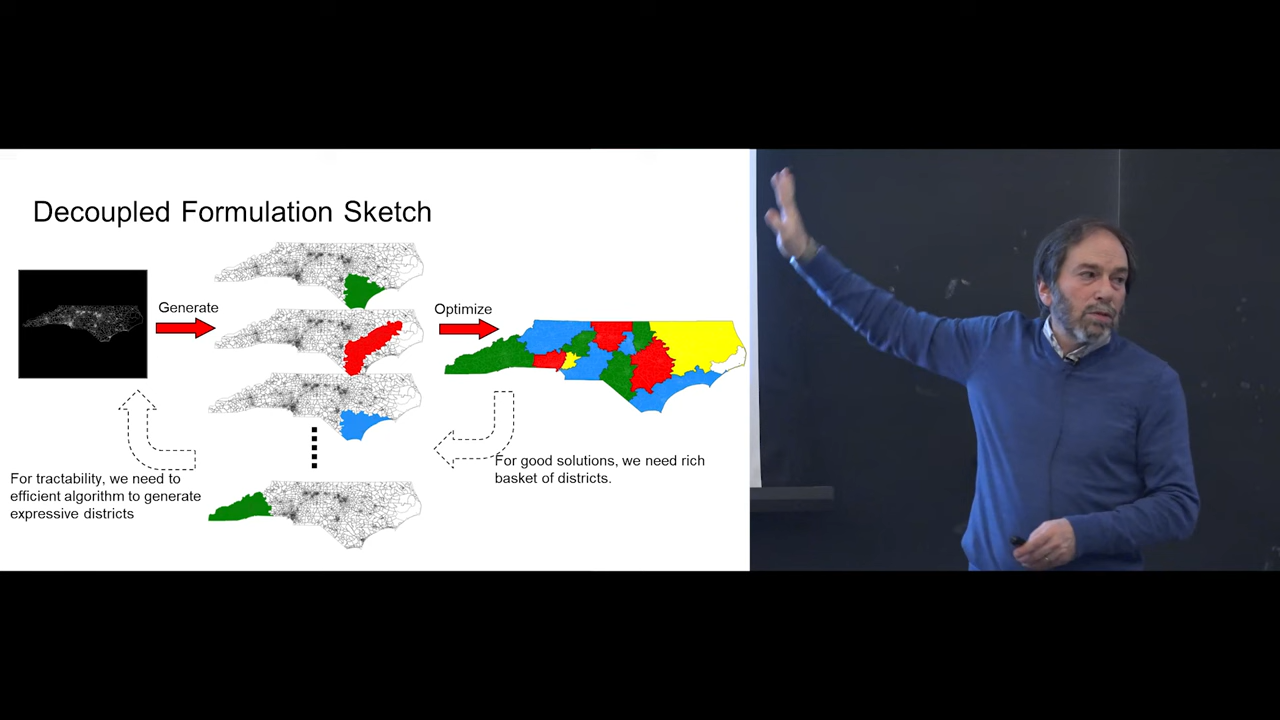 Decoupled Formulation Sketch
Generate
Optimize
For tractability, we need to
efficient algorithm to generate
expressive districts
For good solutions, we need rich
basket of districts.